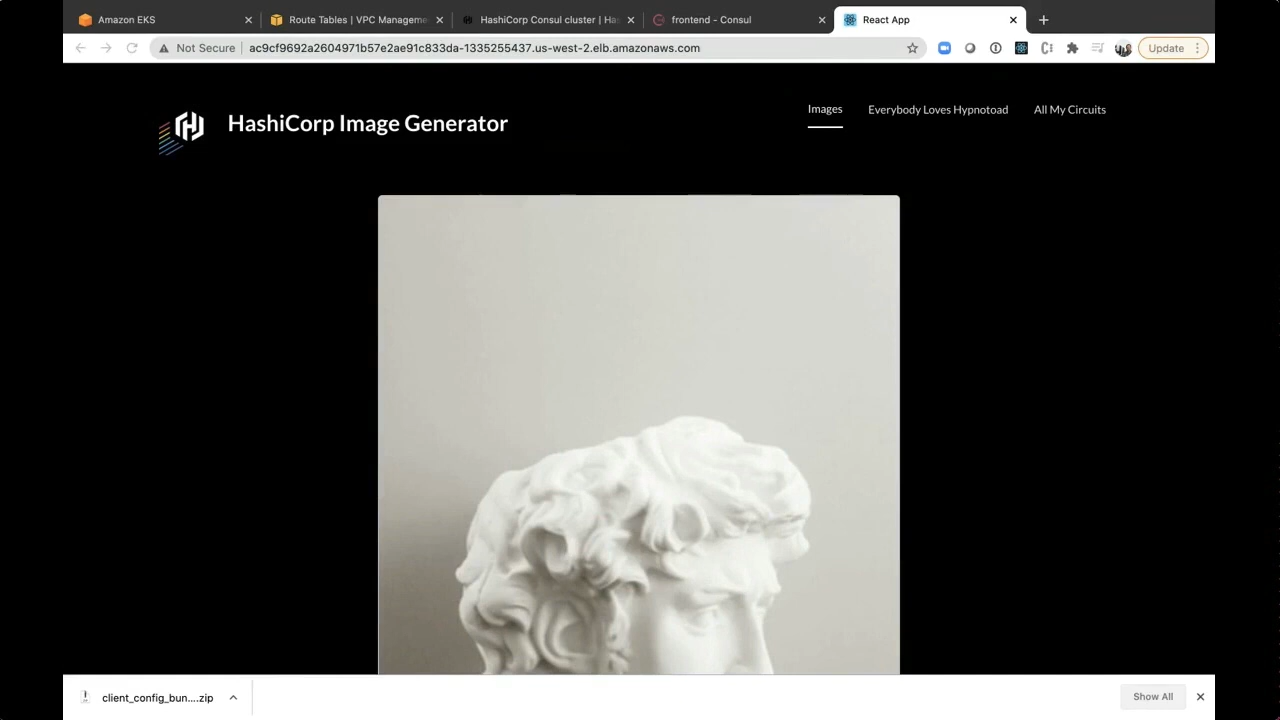 Amazon EKS
Route Tables | VPC Manageme
HashiCorp Consul cluster | Has
frontend - Consul
React App
Not Secure
ac9cf9692a2604971b57e2ae91c833da-1335255437.us-west-2.elb.amazonaws.com
Update
HashiCorp Image Generator
Images
Everybody Loves Hypnotoad
All My Circuits
client_config_bun....zip
Show All